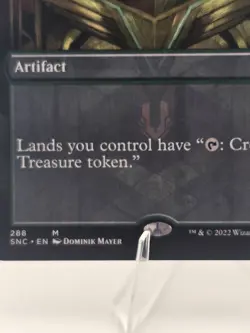 Artifact
Lands you control have “: Cr
Treasure token.”
288 M
SNC • EN Dominik Mayer
™ & © 2022 Wiza